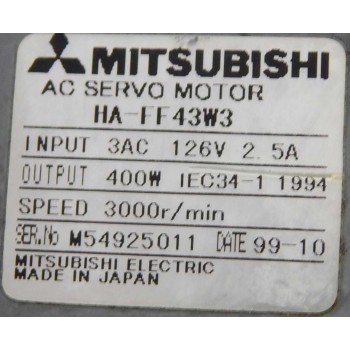 MITSUBISHI
AC SERVO MOTOR
HA-FF43W3
INPUT 3AC 126V 2.5A
OUTPUT 400W IEC34-1 1994
SPEED 3000r/min
SER.No M54925011 DATE 99-10
MITSUBISHI ELECTRIC
MADE IN JAPAN